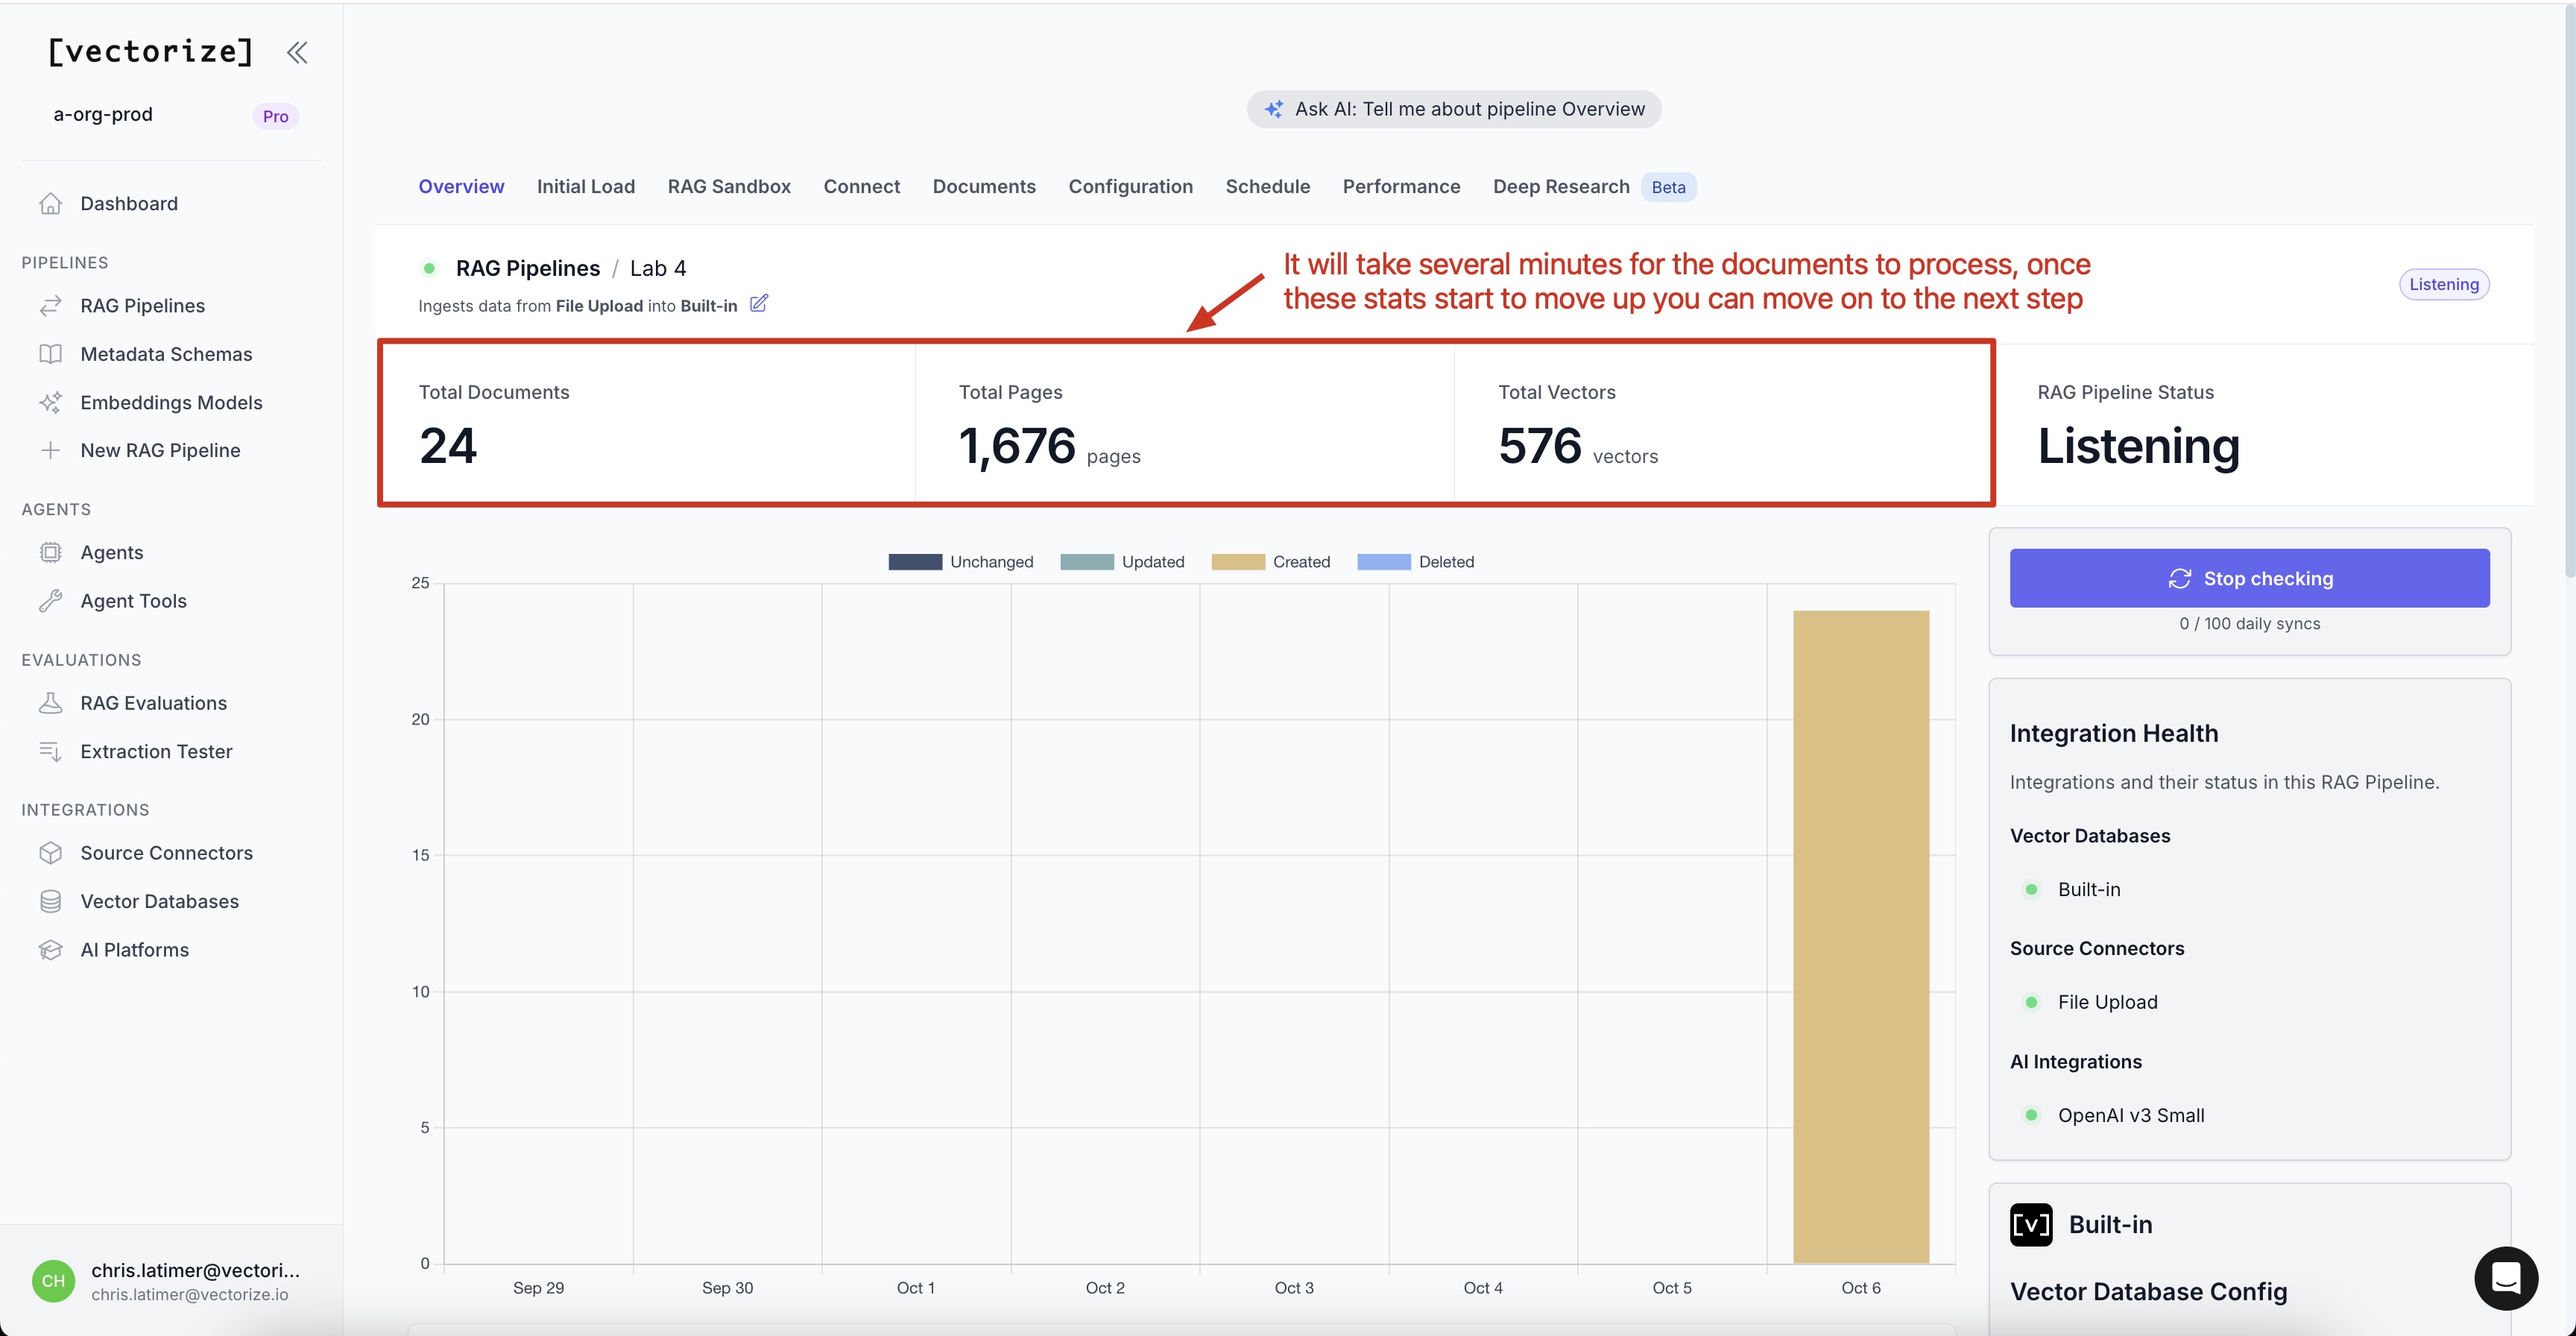 [vectorize]
a-org-prod
Pro
Dashboard
PIPELINES
RAG Pipelines
Metadata Schemas
Embeddings Models
New RAG Pipeline
AGENTS
Agents
Agent Tools
EVALUATIONS
RAG Evaluations
Extraction Tester
INTEGRATIONS
Source Connectors
Vector Databases
AI Platforms
CH
chris.latimer@vectori...
chris.latimer@vectorize.io
Ask AI: Tell me about pipeline Overview
Overview Initial Load RAG Sandbox Connect Documents Configuration Schedule Performance Deep Research Beta
RAG Pipelines / Lab 4
Ingests data from File Upload into Built-in
It will take several minutes for the documents to process, once
these stats start to move up you can move on to the next step
Listening
Total Documents
24
Total Pages
1,676 pages
Total Vectors
576 vectors
RAG Pipeline Status
Listening
Unchanged Updated Created Deleted
25
20
15
10
5
0
Sep 29 Sep 30 Oct 1 Oct 2 Oct 3 Oct 4 Oct 5 Oct 6
Stop checking
0 / 100 daily syncs
Integration Health
Integrations and their status in this RAG Pipeline.
Vector Databases
Built-in
Source Connectors
File Upload
AI Integrations
OpenAI v3 Small
[v] Built-in
Vector Database Config